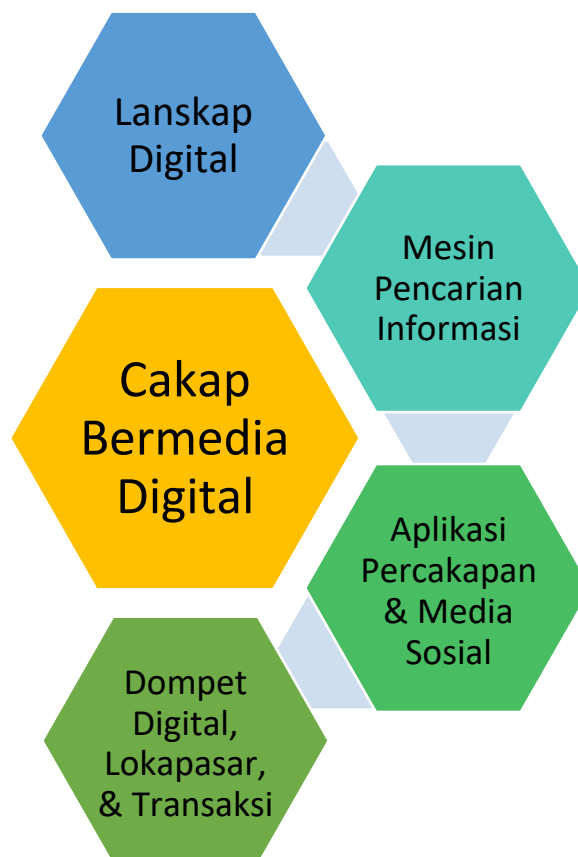 Lanskap
Digital
Mesin
Pencarian
Informasi
Cakap
Bermedia
Digital
Aplikasi
Percakapan
& Media
Sosial
Dompet
Digital,
Lokapasar,
& Transaksi